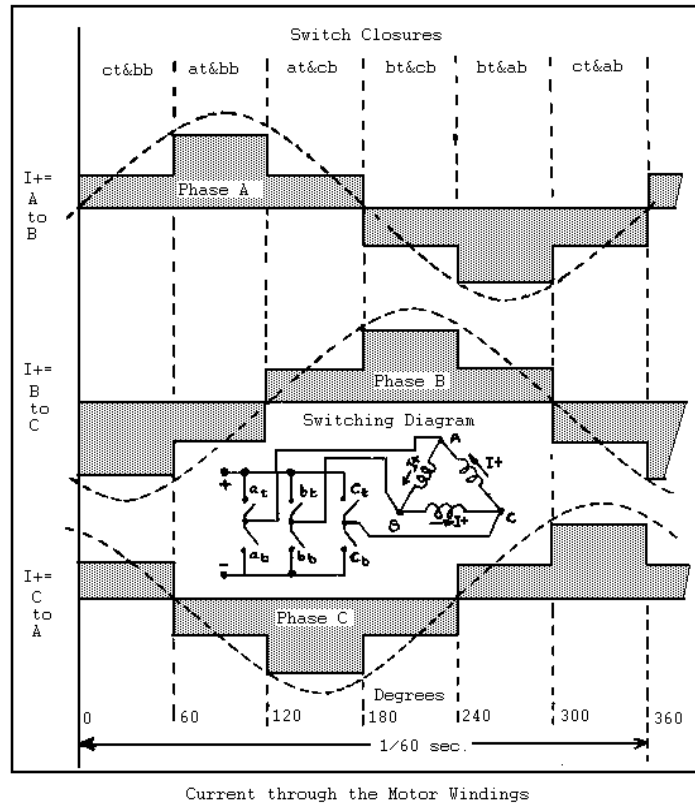 Switch Closures
ct&bb at&bb at&cb bt&cb bt&ab ct&ab
I+=
A
to
B
Phase A
I+=
B
to
C
Phase B
Switching Diagram
A
I+
I+
B
I+
C
+
at
bt
ct
ab
bb
cb
-
I+=
C
to
A
Phase C
Degrees
0 60 120 180 240 300 360
1/60 sec.
Current through the Motor Windings